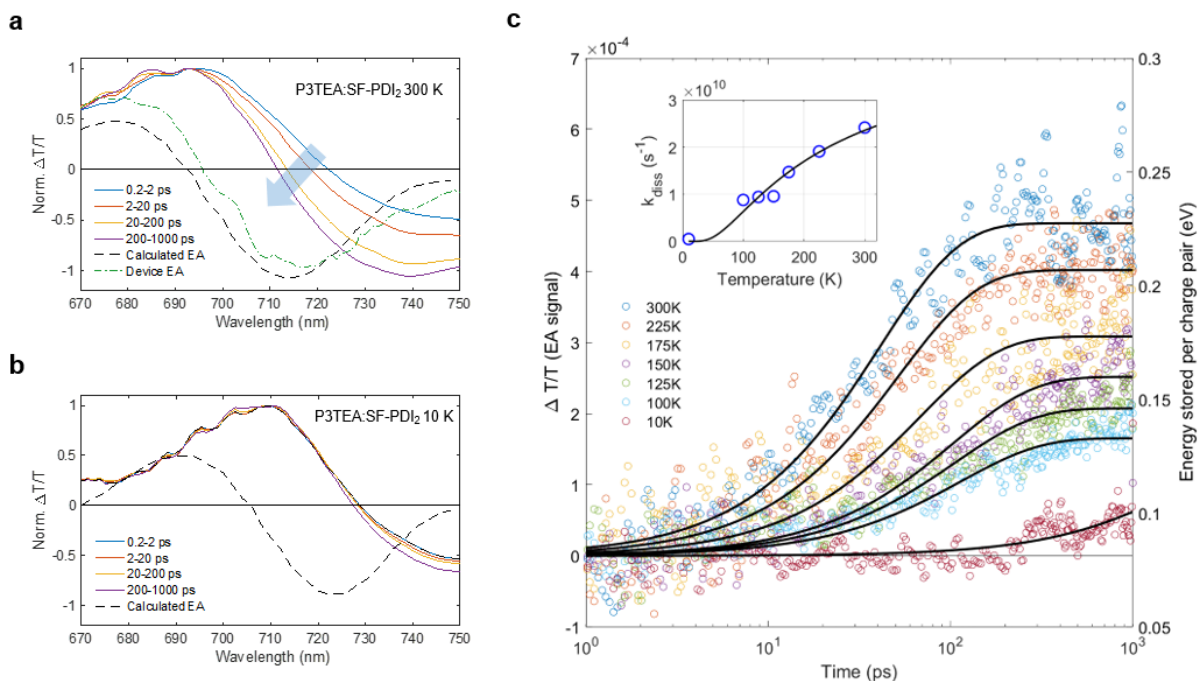 a
P3TEA:SF-PDI₂ 300 K
Norm. ΔT/T
1
0.5
0
-0.5
-1
0.2-2 ps
2-20 ps
20-200 ps
200-1000 ps
Calculated EA
Device EA
670 680 690 700 710 720 730 740 750
Wavelength (nm)
b
P3TEA:SF-PDI₂ 10 K
Norm. ΔT/T
1
0.5
0
-0.5
-1
0.2-2 ps
2-20 ps
20-200 ps
200-1000 ps
Calculated EA
670 680 690 700 710 720 730 740 750
Wavelength (nm)
c
×10⁻⁴
7
6
5
4
3
2
1
0
-1
Δ T/T (EA signal)
×10¹⁰
3
2
1
0
k_diss (s⁻¹)
0 100 200 300
Temperature (K)
300K
225K
175K
150K
125K
100K
10K
0.3
0.25
0.2
0.15
0.1
0.05
Energy stored per charge pair (eV)
10⁰ 10¹ 10² 10³
Time (ps)